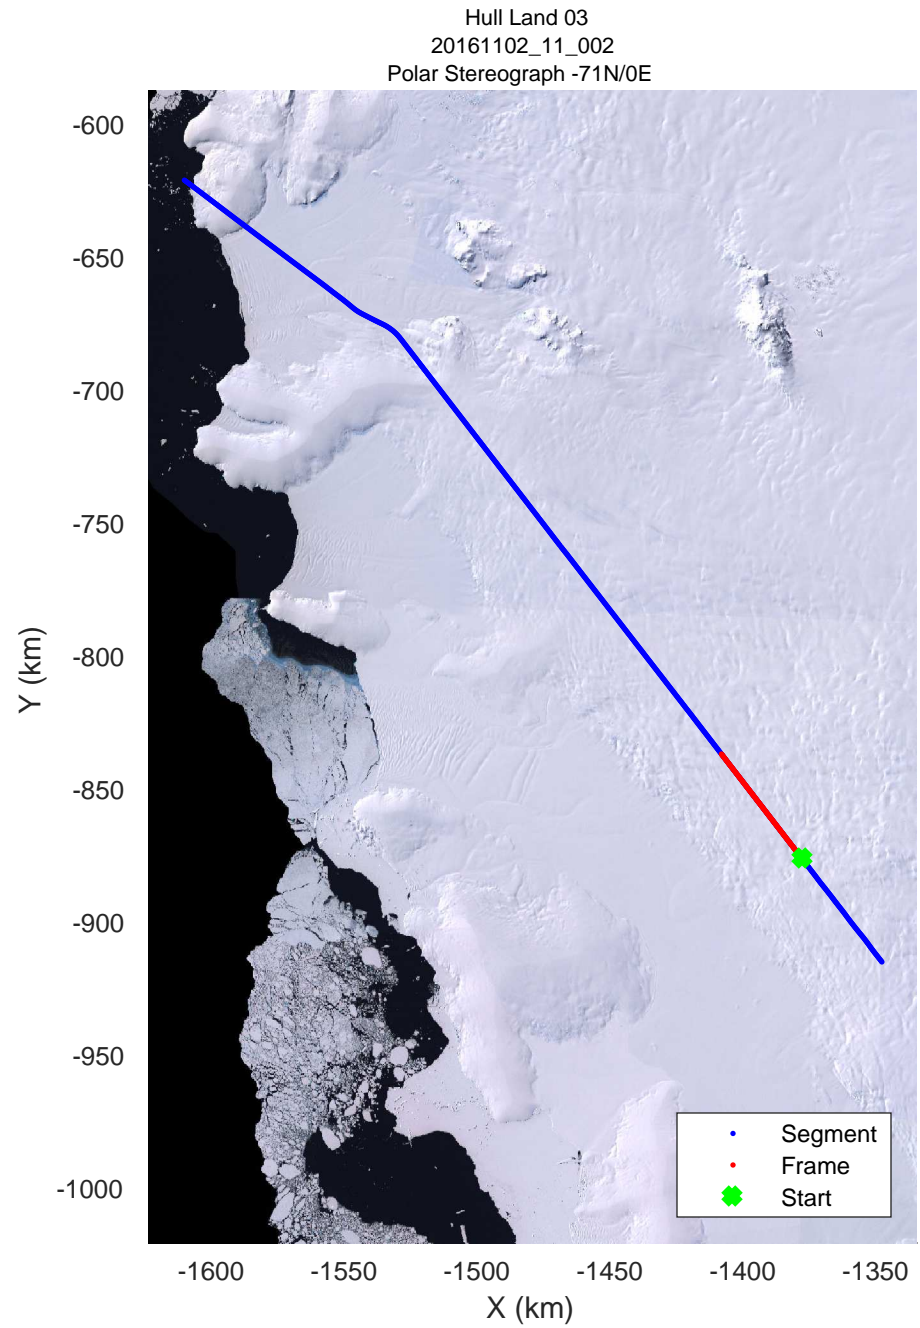 Hull Land 03
20161102_11_002
Polar Stereograph -71N/0E
-600
-650
-700
-750
-800
-850
-900
-950
-1000
Y (km)
Segment
Frame
Start
-1600 -1550 -1500 -1450 -1400 -1350
X (km)